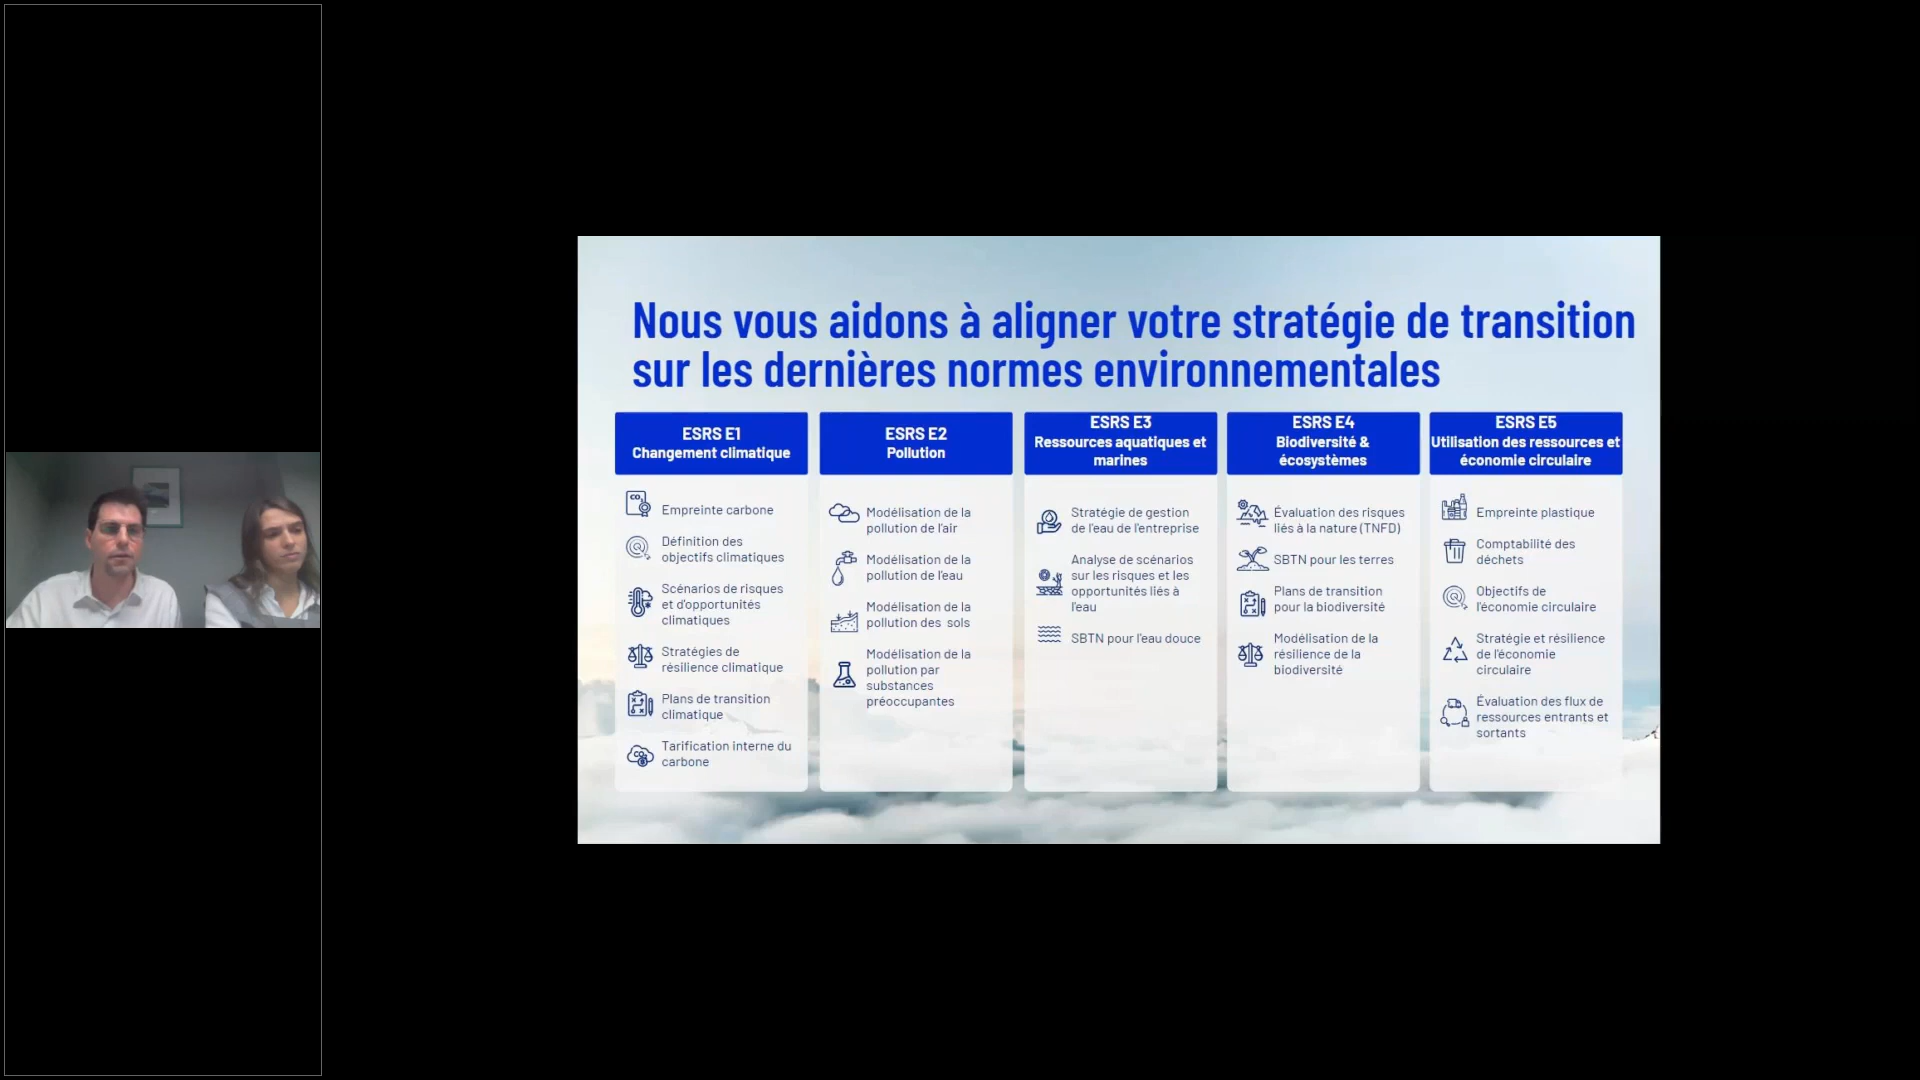 Nous vous aidons à aligner votre stratégie de transition
sur les dernières normes environnementales
ESRS E1
Changement climatique
Empreinte carbone
Définition des
objectifs climatiques
Scénarios de risques
et d'opportunités
climatiques
Stratégies de
résilience climatique
Plans de transition
climatique
Tarification interne du
carbone
ESRS E2
Pollution
Modélisation de la
pollution de l'air
Modélisation de la
pollution de l'eau
Modélisation de la
pollution des sols
Modélisation de la
pollution par
substances
préoccupantes
ESRS E3
Ressources aquatiques et
marines
Stratégie de gestion
de l'eau de l'entreprise
Analyse de scénarios
sur les risques et les
opportunités liés à
l'eau
SBTN pour l'eau douce
ESRS E4
Biodiversité &
écosystèmes
Évaluation des risques
liés à la nature (TNFD)
SBTN pour les terres
Plans de transition
pour la biodiversité
Modélisation de la
résilience de la
biodiversité
ESRS E5
Utilisation des ressources et
économie circulaire
Empreinte plastique
Comptabilité des
déchets
Objectifs de
l'économie circulaire
Stratégie et résilience
de l'économie
circulaire
Évaluation des flux de
ressources entrants et
sortants